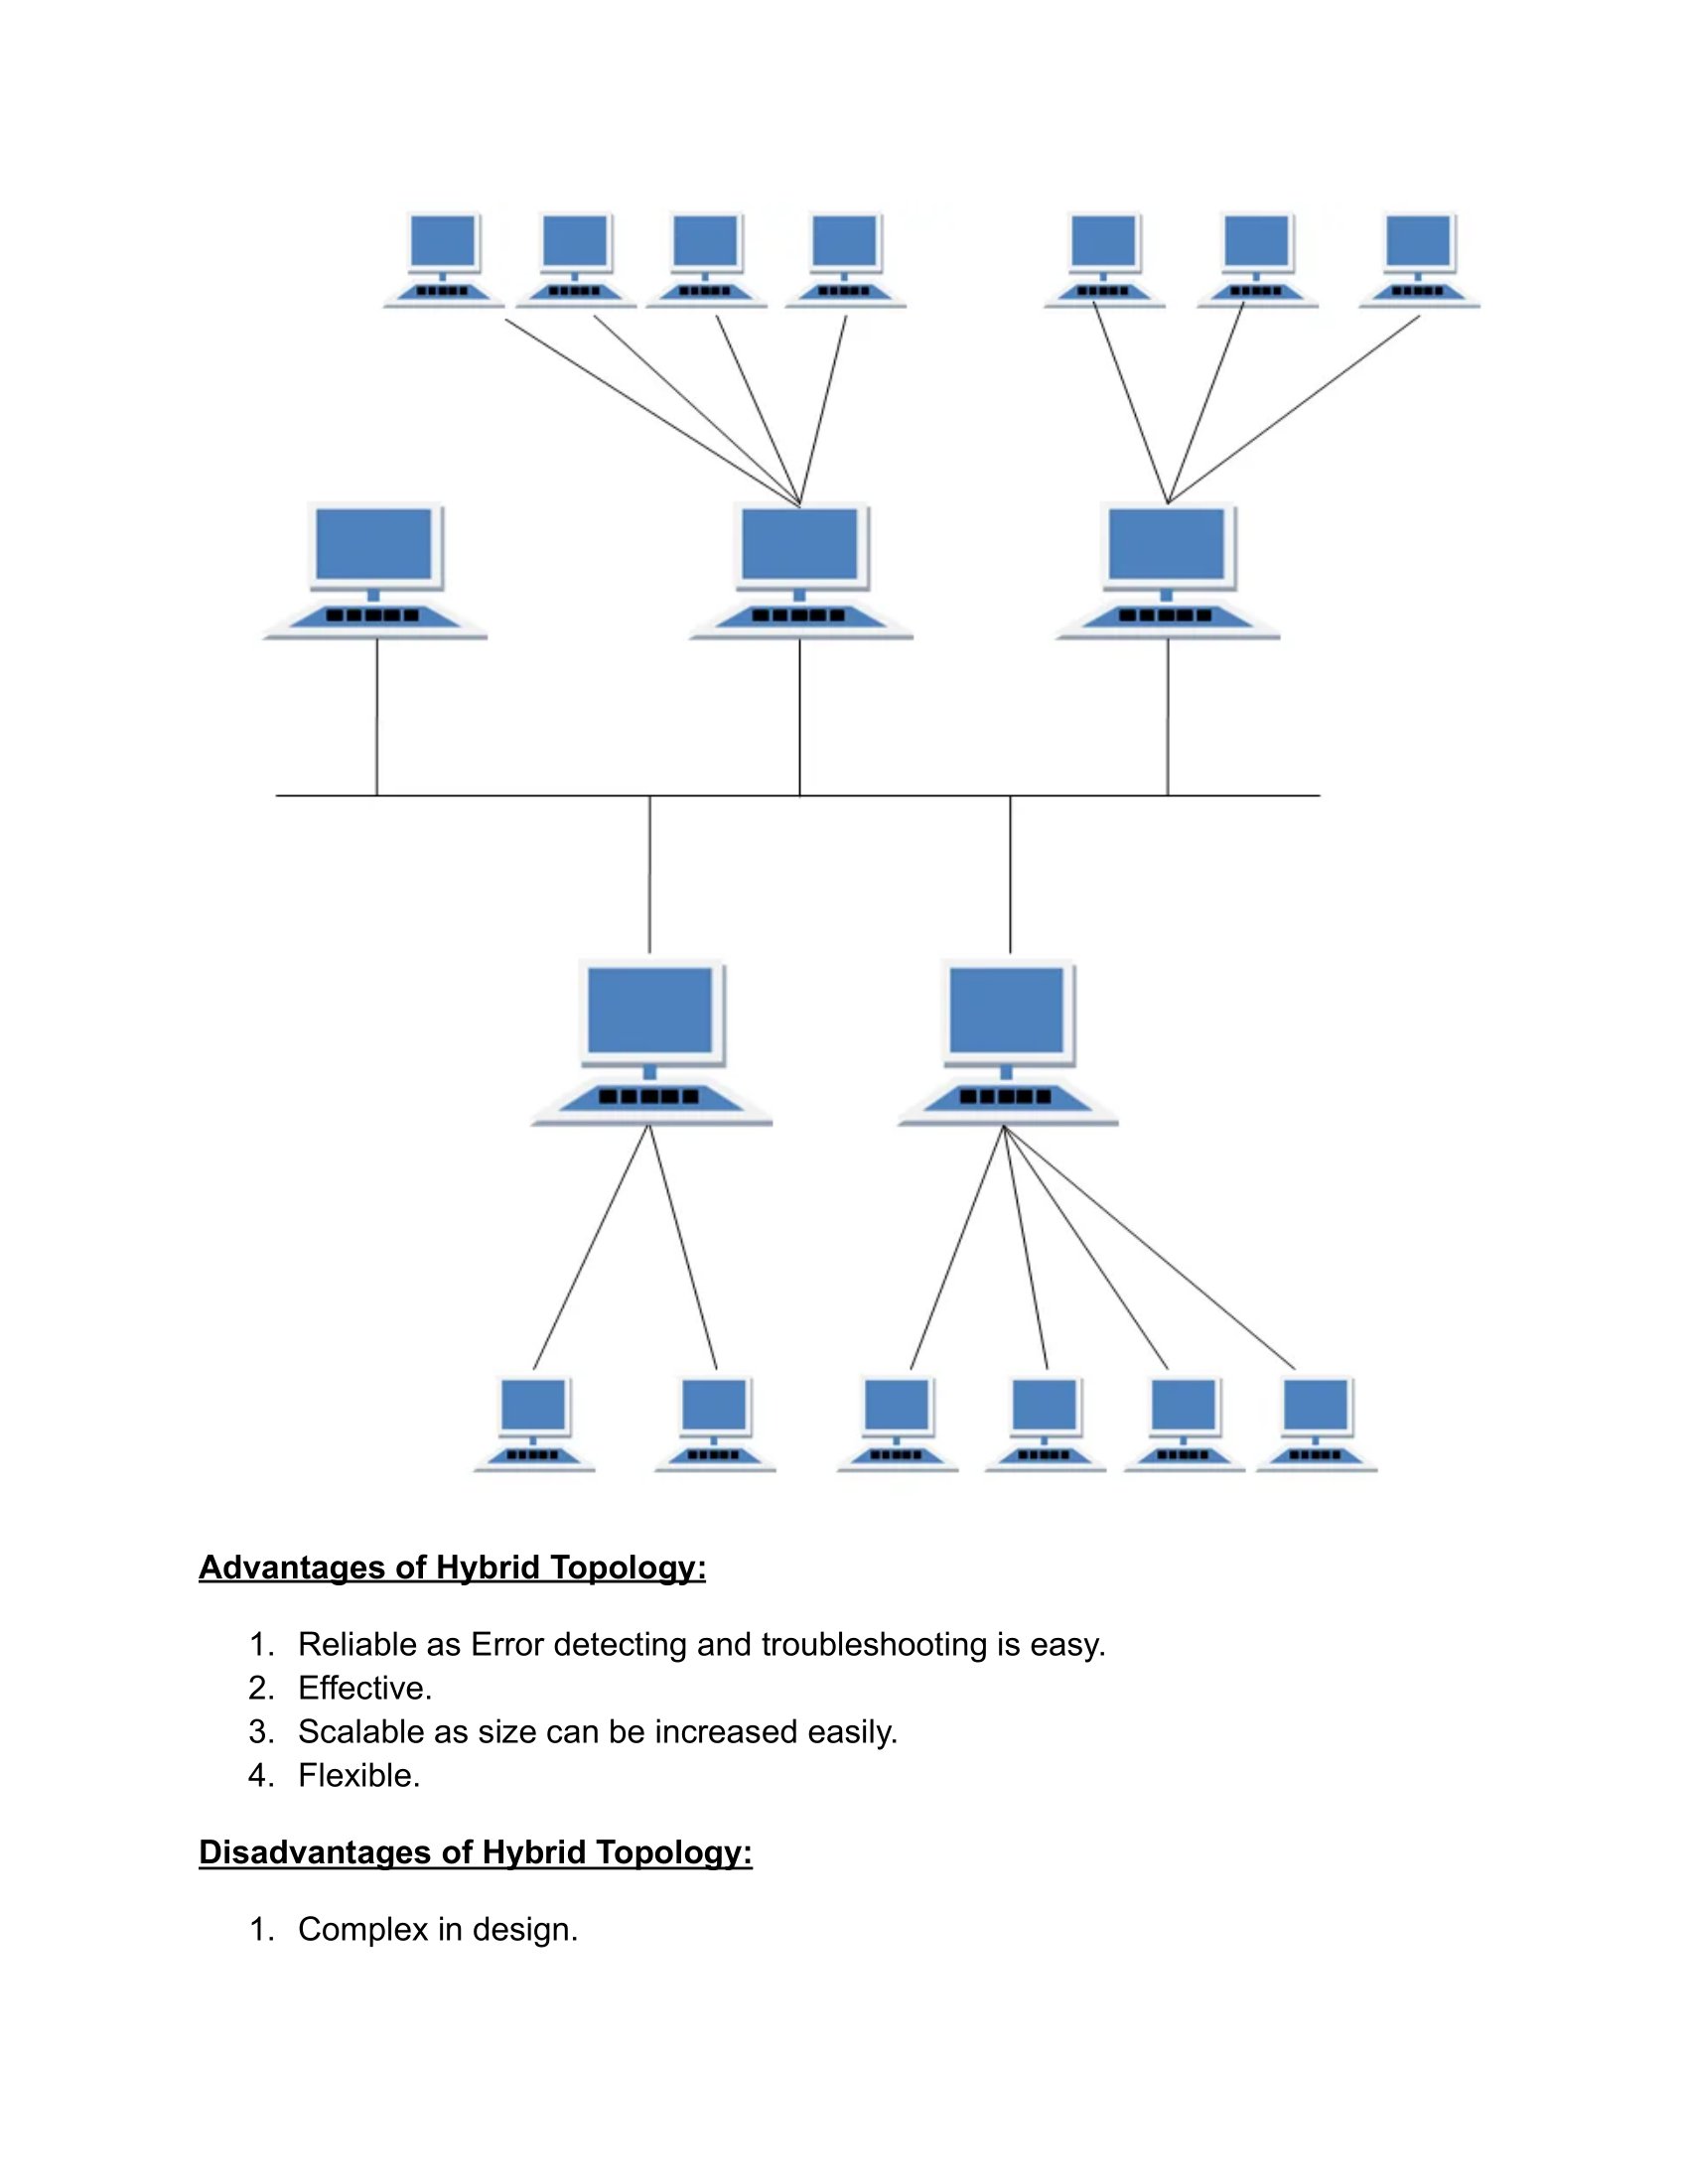 Advantages of Hybrid Topology:
1. Reliable as Error detecting and troubleshooting is easy.
2. Effective.
3. Scalable as size can be increased easily.
4. Flexible.
Disadvantages of Hybrid Topology:
1. Complex in design.